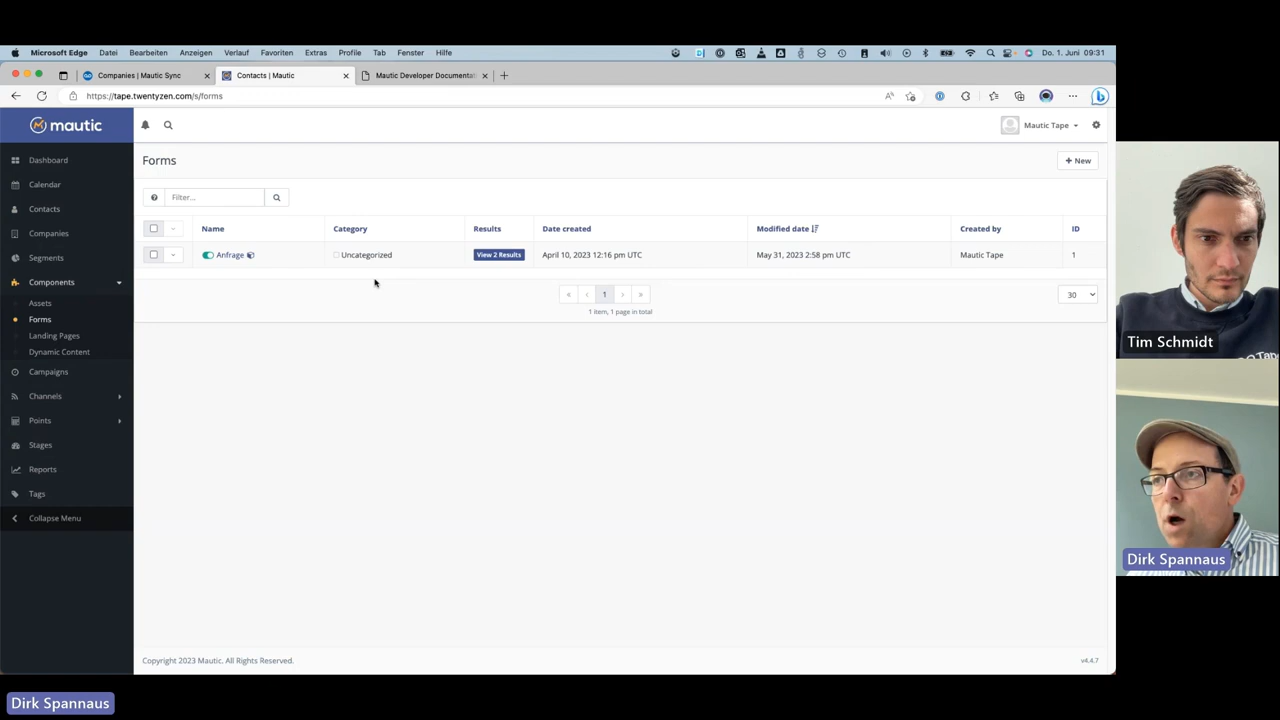 Microsoft Edge Datei Bearbeiten Anzeigen Verlauf Favoriten Extras Profile Tab Fenster Hilfe Do. 1. Juni 09:31
Companies | Mautic Sync Contacts | Mautic Mautic Developer Documentat
https://tape.twentyzen.com/s/forms
mautic
Mautic Tape
Dashboard
Calendar
Contacts
Companies
Segments
Components
Assets
Forms
Landing Pages
Dynamic Content
Campaigns
Channels
Points
Stages
Reports
Tags
Collapse Menu
Forms
New
Filter...
Name Category Results Date created Modified date Created by ID
Anfrage Uncategorized View 2 Results April 10, 2023 12:16 pm UTC May 31, 2023 2:58 pm UTC Mautic Tape 1
« ‹ 1 › » 30
1 item, 1 page in total
Copyright 2023 Mautic. All Rights Reserved. v4.4.7
Tim Schmidt
Dirk Spannaus
Dirk Spannaus